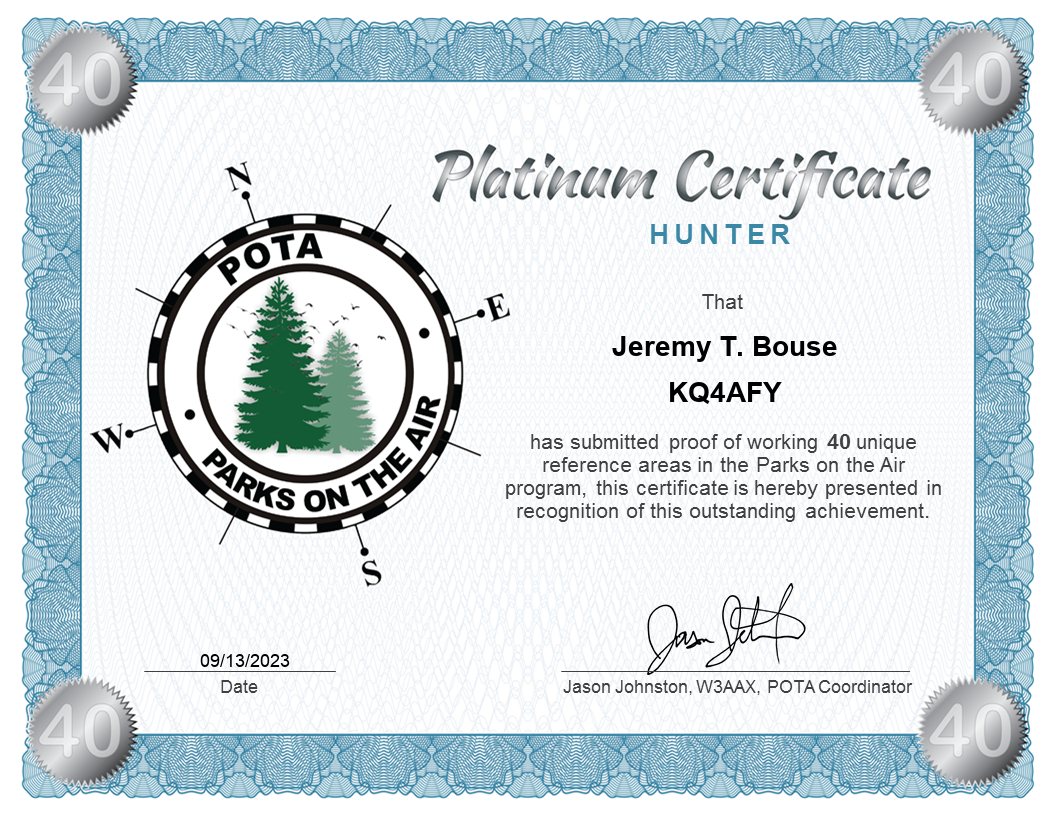 40
40
Platinum Certificate
HUNTER
N
E
W
S
POTA
PARKS ON THE AIR
That
Jeremy T. Bouse
KQ4AFY
has submitted proof of working 40 unique
reference areas in the Parks on the Air
program, this certificate is hereby presented in
recognition of this outstanding achievement.
09/13/2023
Date
Jason Johnston, W3AAX, POTA Coordinator
40
40